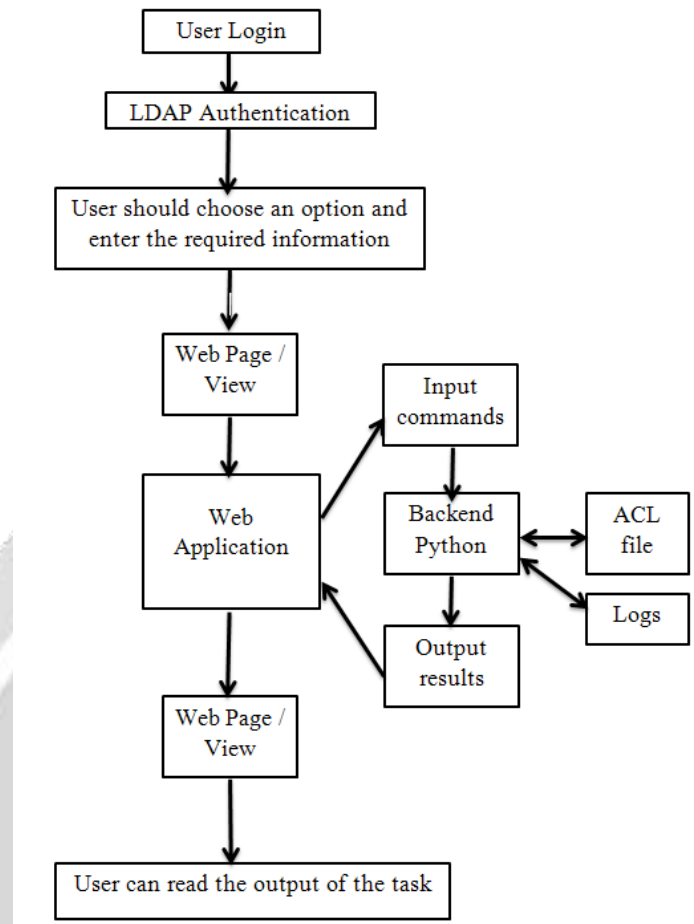 User Login
LDAP Authentication
User should choose an option and
enter the required information
Web Page /
View
Input
commands
Web
Application
Backend
Python
ACL
file
Logs
Output
results
Web Page /
View
User can read the output of the task